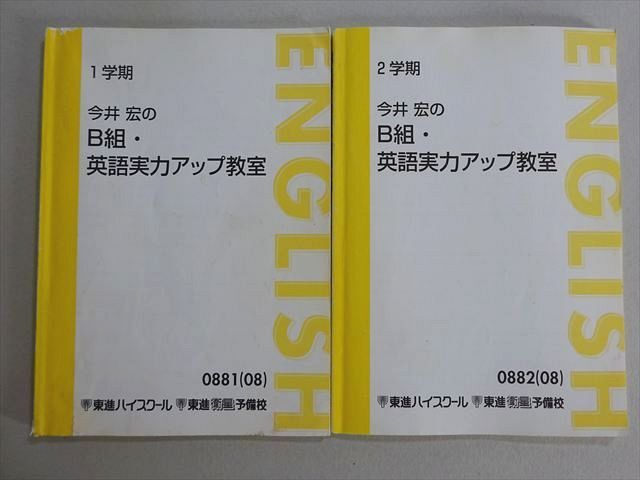 1学期
今井 宏の
B組・
英語実力アップ教室
0881(08)
東進ハイスクール 東進衛星予備校
ENGLISH
2学期
今井 宏の
B組・
英語実力アップ教室
0882(08)
東進ハイスクール 東進衛星予備校
ENGLISH